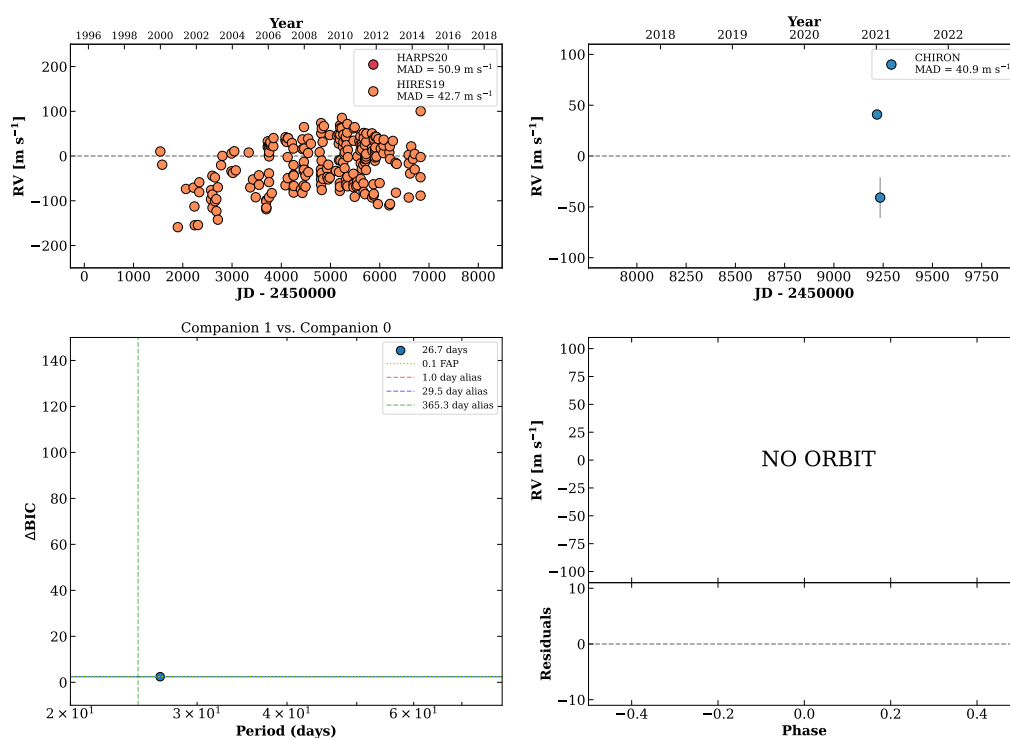 Year
1996 1998 2000 2002 2004 2006 2008 2010 2012 2014 2016 2018
HARPS20
MAD = 50.9 m s⁻¹
HIRES19
MAD = 42.7 m s⁻¹
RV [m s⁻¹]
200
100
0
−100
−200
0 1000 2000 3000 4000 5000 6000 7000 8000
JD - 2450000
Year
2018 2019 2020 2021 2022
CHIRON
MAD = 40.9 m s⁻¹
RV [m s⁻¹]
100
50
0
−50
−100
8000 8250 8500 8750 9000 9250 9500 9750
JD - 2450000
Companion 1 vs. Companion 0
26.7 days
0.1 FAP
1.0 day alias
29.5 day alias
365.3 day alias
ΔBIC
140
120
100
80
60
40
20
0
2 × 10¹ 3 × 10¹ 4 × 10¹ 6 × 10¹
Period (days)
RV [m s⁻¹]
100
75
50
25
0
−25
−50
−75
−100
NO ORBIT
Residuals
10
0
−10
−0.4 −0.2 0.0 0.2 0.4
Phase